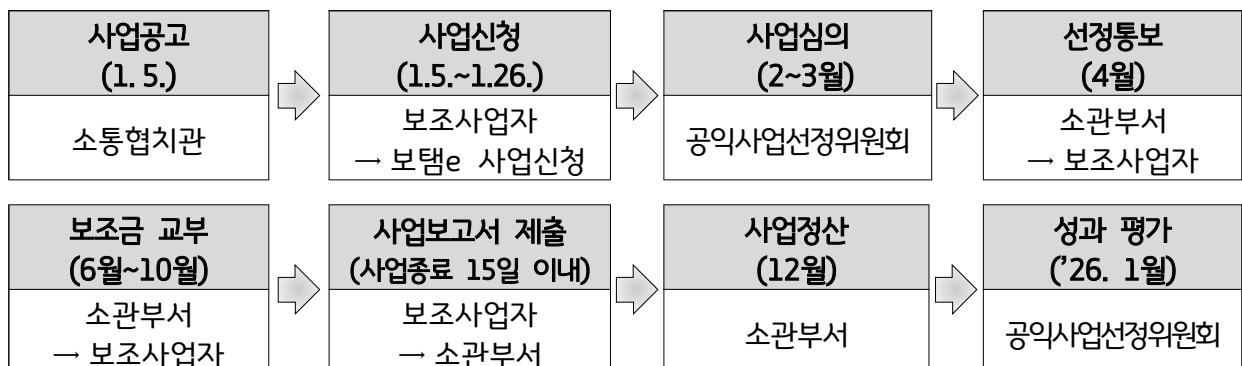 사업공고
(1. 5.)
소통협치관
사업신청
(1.5.~1.26.)
보조사업자
→ 보탬e 사업신청
사업심의
(2~3월)
공익사업선정위원회
선정통보
(4월)
소관부서
→ 보조사업자
보조금 교부
(6월~10월)
소관부서
→ 보조사업자
사업보고서 제출
(사업종료 15일 이내)
보조사업자
→ 소관부서
사업정산
(12월)
소관부서
성과 평가
('26. 1월)
공익사업선정위원회